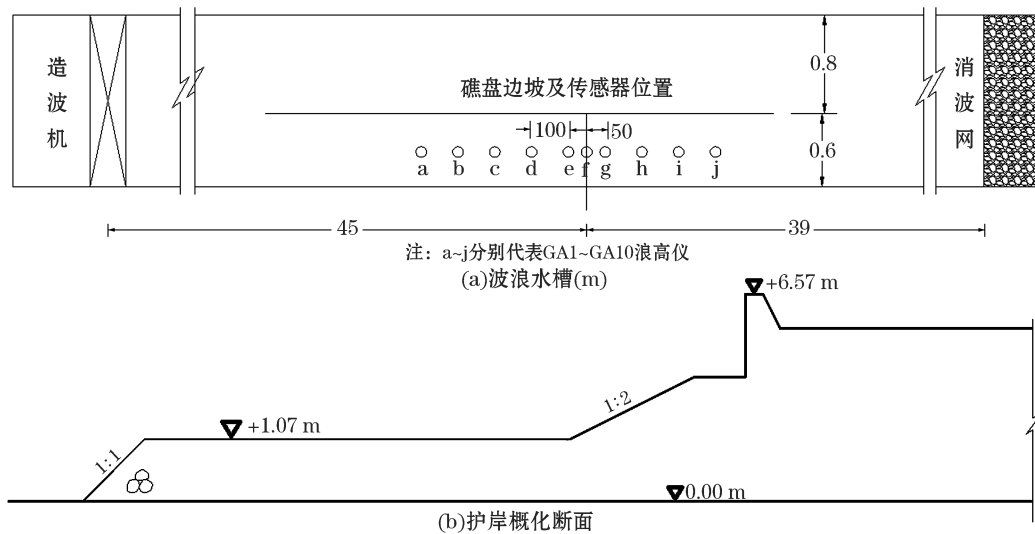 造波机
消波网
0.8
礁盘边坡及传感器位置
100
50
0.6
a b c d e f g h i j
45
39
注：a~j分别代表GA1~GA10浪高仪
(a)波浪水槽(m)
+6.57 m
1:2
+1.07 m
1:1
0.00 m
(b)护岸概化断面